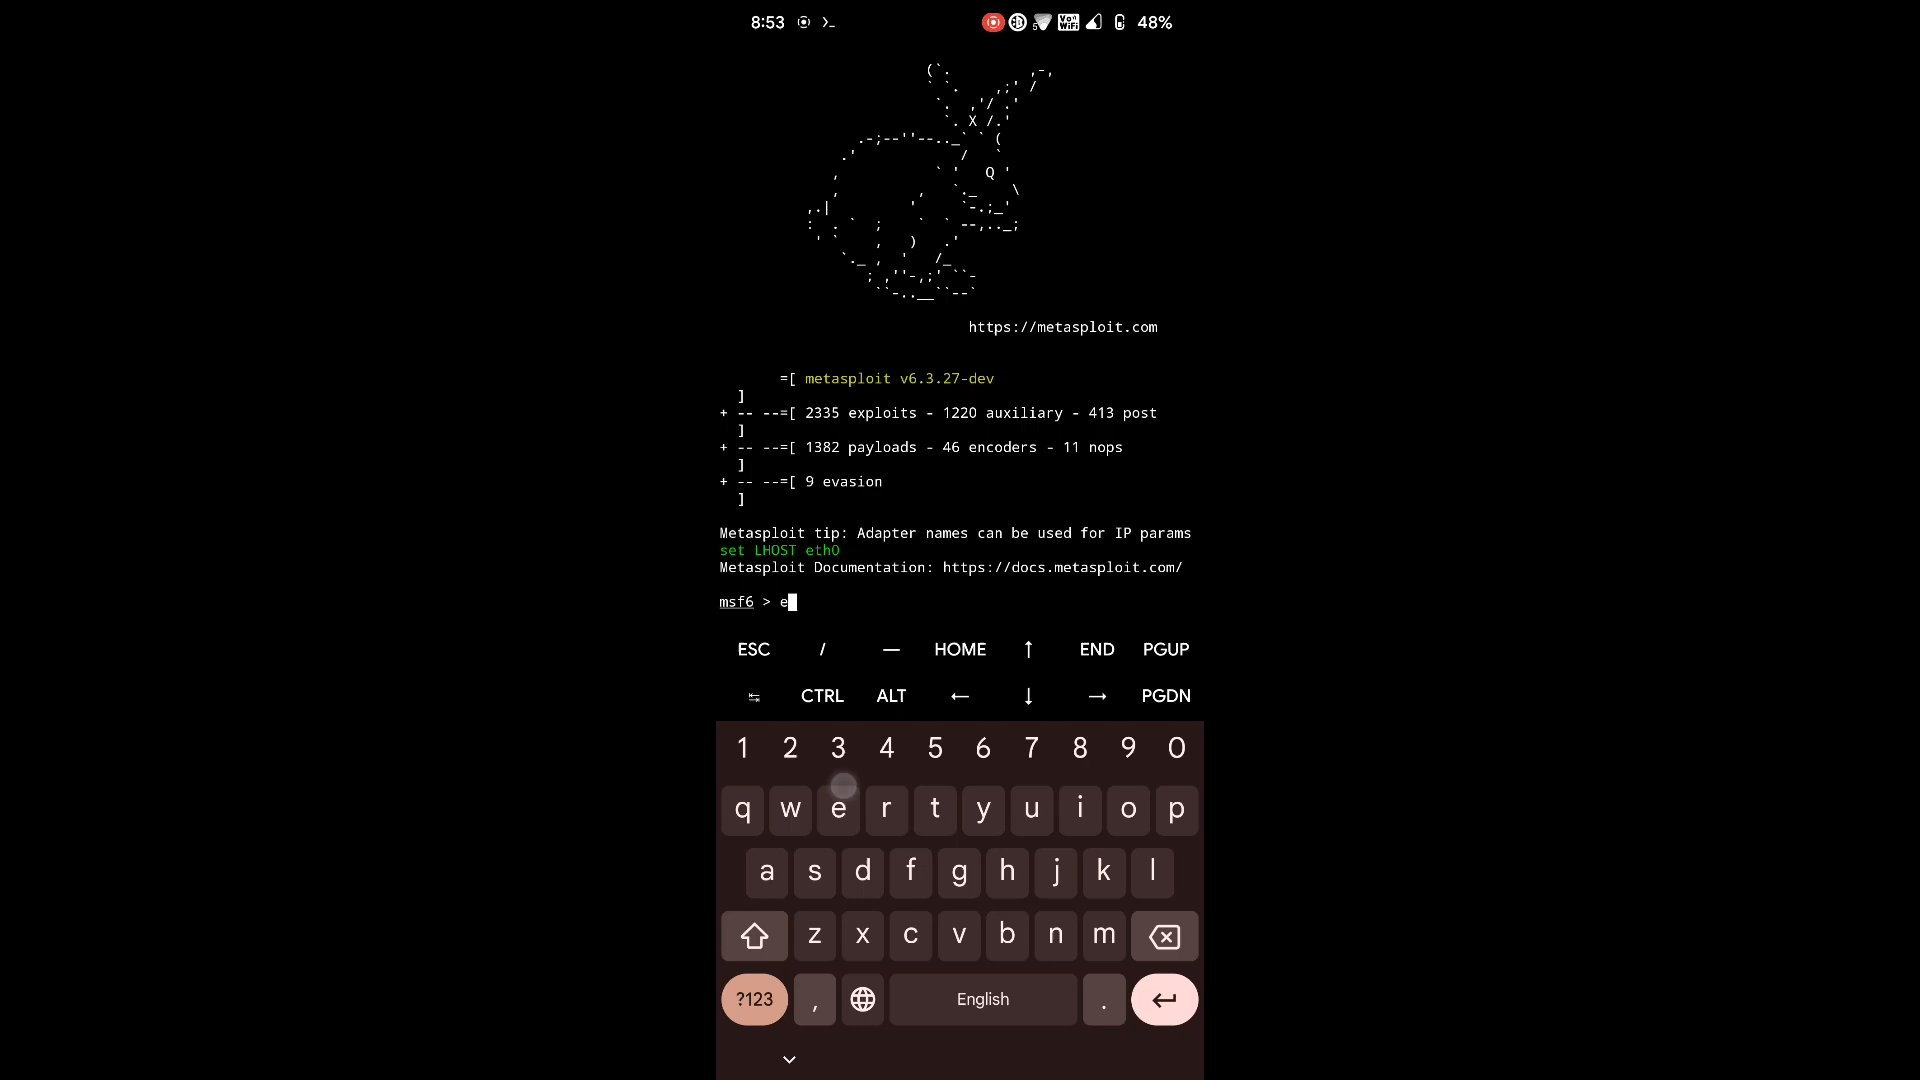 8:53 48%
(`.         ,-,
` `.    ,;' /
`.  ,'/ .'
`. X /.'
.-;--''--.._` ` (
.'            /   `
,           ` '   Q '
,         ,   `._    \
,.|         '     `-.;_'
:  . `  ;    `  ` --,.._;
' `    ,   )   .'
`._ ,  '   /_
; ,''-,;' ``-
``-..__``--`
https://metasploit.com
=[ metasploit v6.3.27-dev
]
+ -- --=[ 2335 exploits - 1220 auxiliary - 413 post
]
+ -- --=[ 1382 payloads - 46 encoders - 11 nops
]
+ -- --=[ 9 evasion
]
Metasploit tip: Adapter names can be used for IP params
set LHOST eth0
Metasploit Documentation: https://docs.metasploit.com/
msf6 > e
ESC / — HOME ↑ END PGUP
↹ CTRL ALT ← ↓ → PGDN
1 2 3 4 5 6 7 8 9 0
q w e r t y u i o p
a s d f g h j k l
z x c v b n m
?123 , English .